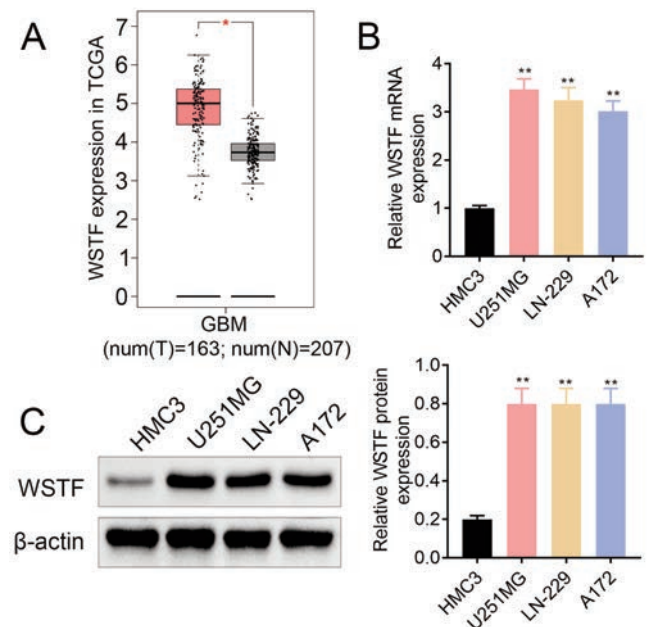 A
WSTF expression in TCGA
7
6
5
4
3
2
1
0
*
GBM
(num(T)=163; num(N)=207)
B
Relative WSTF mRNA
expression
4
3
2
1
0
**
**
**
HMC3
U251MG
LN-229
A172
C
HMC3
U251MG
LN-229
A172
WSTF
β-actin
Relative WSTF protein
expression
0.8
0.6
0.4
0.2
0.0
**
**
**
HMC3
U251MG
LN-229
A172